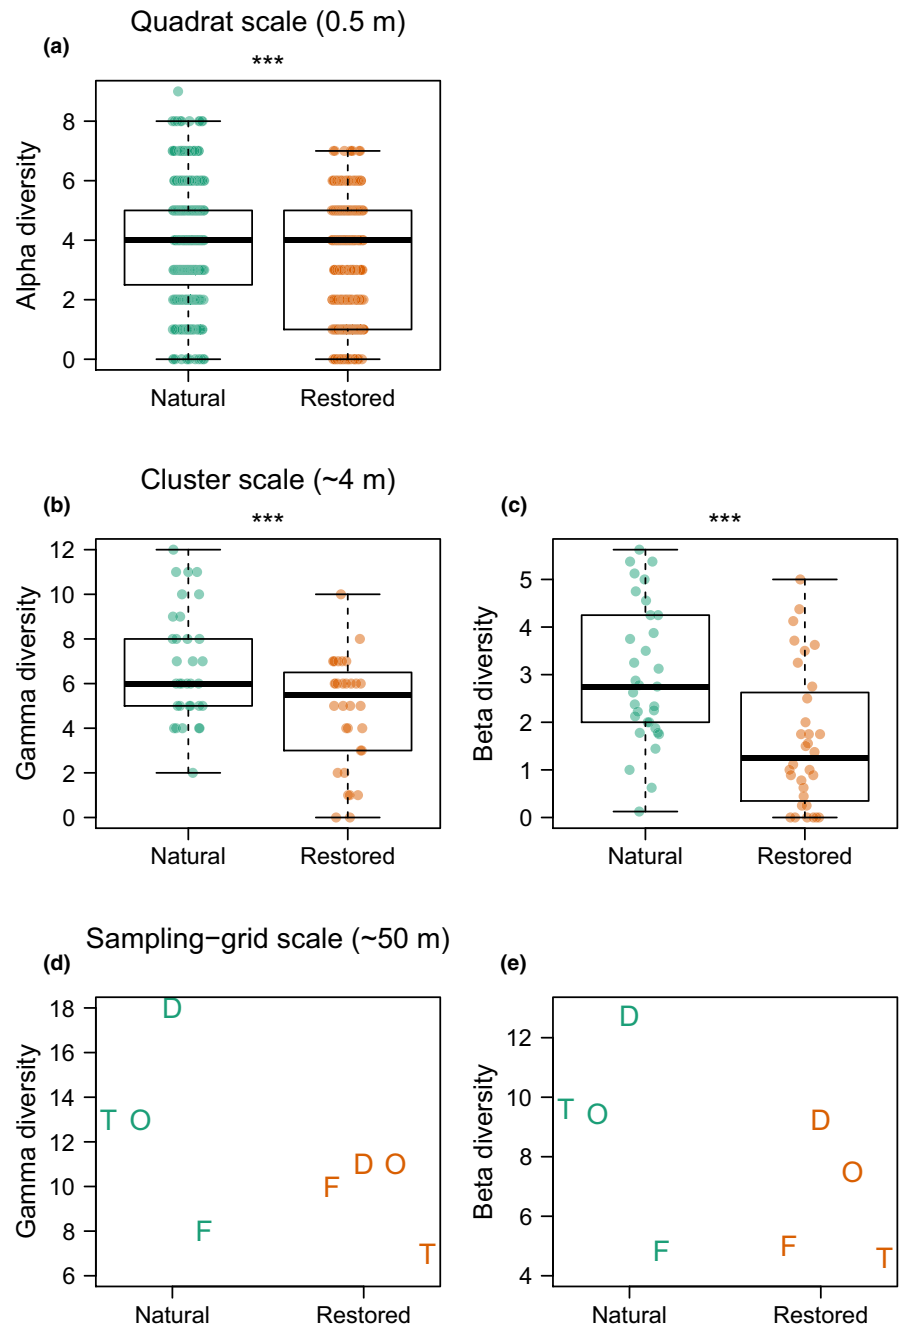 Quadrat scale (0.5 m)
(a)
***
Alpha diversity
8
6
4
2
0
Natural Restored
Cluster scale (~4 m)
(b)
***
Gamma diversity
12
10
8
6
4
2
0
Natural Restored
(c)
***
Beta diversity
5
4
3
2
1
0
Natural Restored
Sampling−grid scale (~50 m)
(d)
Gamma diversity
18
16
14
12
10
8
6
D
T O
D O
F
F
T
Natural Restored
(e)
Beta diversity
12
10
8
6
4
D
T O
D
O
F
F
T
Natural Restored